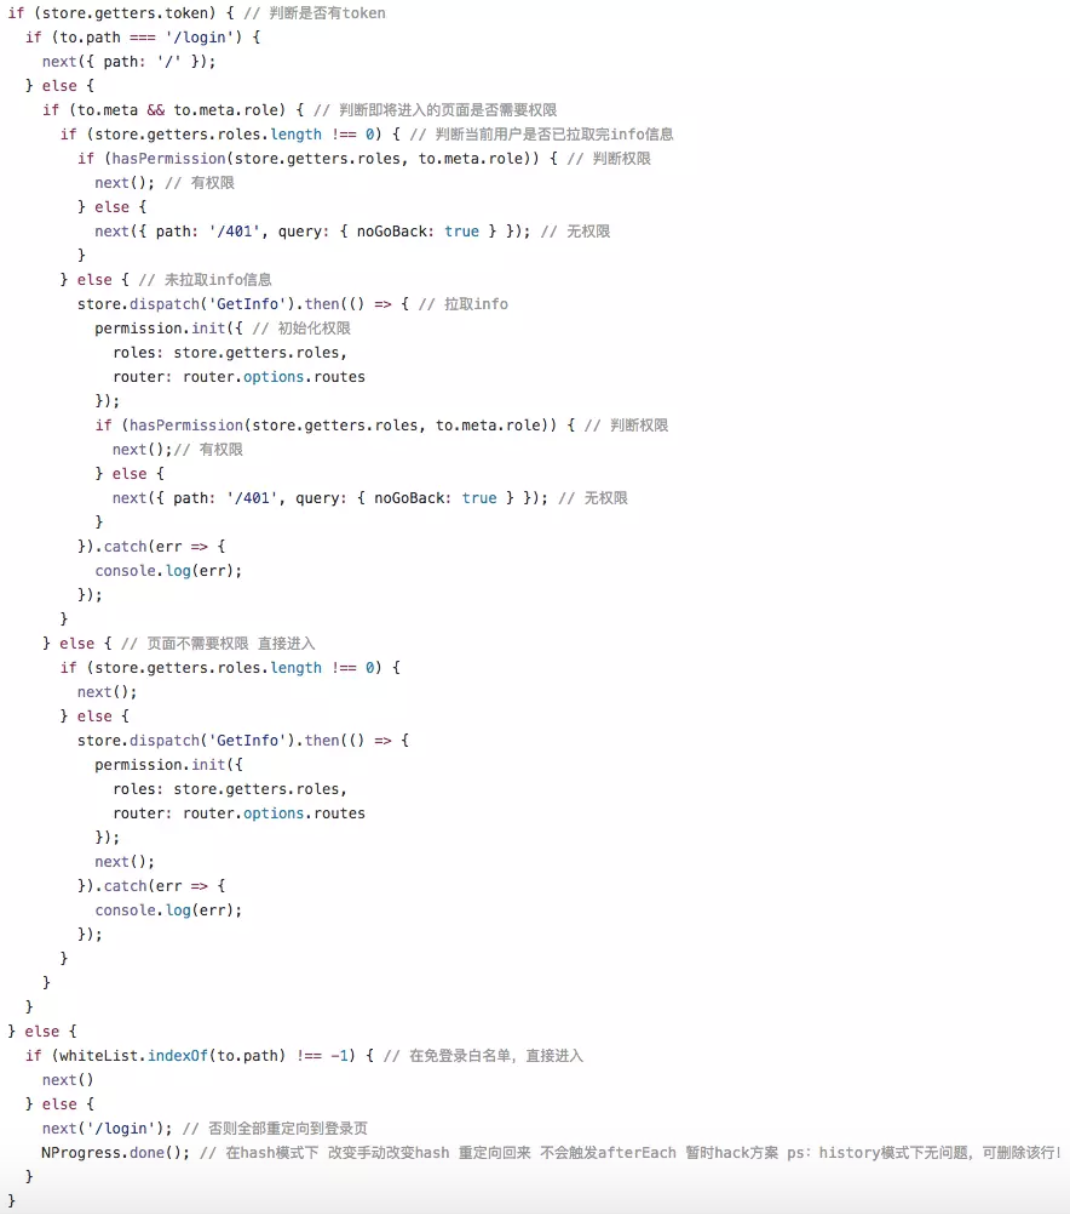 if (store.getters.token) { // 判断是否有token
  if (to.path === '/login') {
    next({ path: '/' });
  } else {
    if (to.meta && to.meta.role) { // 判断即将进入的页面是否需要权限
      if (store.getters.roles.length !== 0) { // 判断当前用户是否已拉取完info信息
        if (hasPermission(store.getters.roles, to.meta.role)) { // 判断权限
          next(); // 有权限
        } else {
          next({ path: '/401', query: { noGoBack: true } }); // 无权限
        }
      } else { // 未拉取info信息
        store.dispatch('GetInfo').then(() => { // 拉取info
          permission.init({ // 初始化权限
            roles: store.getters.roles,
            router: router.options.routes
          });
          if (hasPermission(store.getters.roles, to.meta.role)) { // 判断权限
            next();// 有权限
          } else {
            next({ path: '/401', query: { noGoBack: true } }); // 无权限
          }
        }).catch(err => {
          console.log(err);
        });
      }
    } else { // 页面不需要权限 直接进入
      if (store.getters.roles.length !== 0) {
        next();
      } else {
        store.dispatch('GetInfo').then(() => {
          permission.init({
            roles: store.getters.roles,
            router: router.options.routes
          });
          next();
        }).catch(err => {
          console.log(err);
        });
      }
    }
  }
} else {
  if (whiteList.indexOf(to.path) !== -1) { // 在免登录白名单，直接进入
    next()
  } else {
    next('/login'); // 否则全部重定向到登录页
    NProgress.done(); // 在hash模式下 改变手动改变hash 重定向回来 不会触发afterEach 暂时hack方案 ps：history模式下无问题，可删除该行！
  }
}